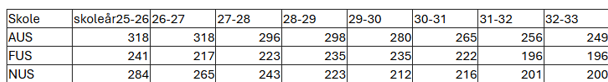 Skole skoleår25-26 26-27 27-28 28-29 29-30 30-31 31-32 32-33
AUS 318 318 296 298 280 265 256 249
FUS 241 217 223 235 235 222 196 196
NUS 284 265 243 223 212 216 201 200